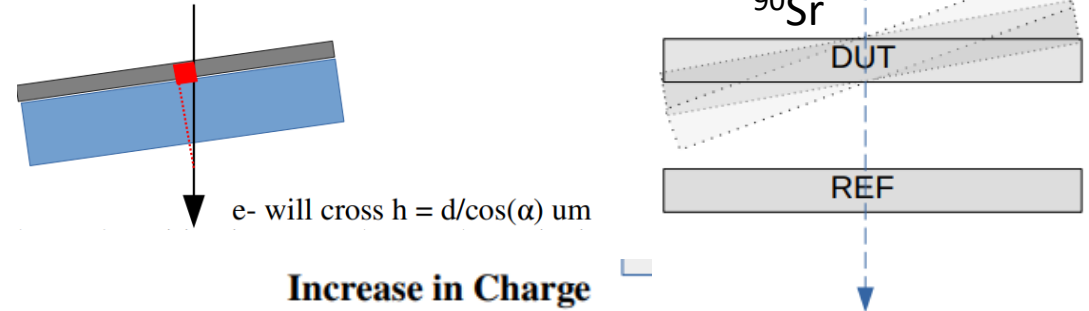 ⁹⁰Sr
DUT
REF
e- will cross h = d/cos(α) um
Increase in Charge